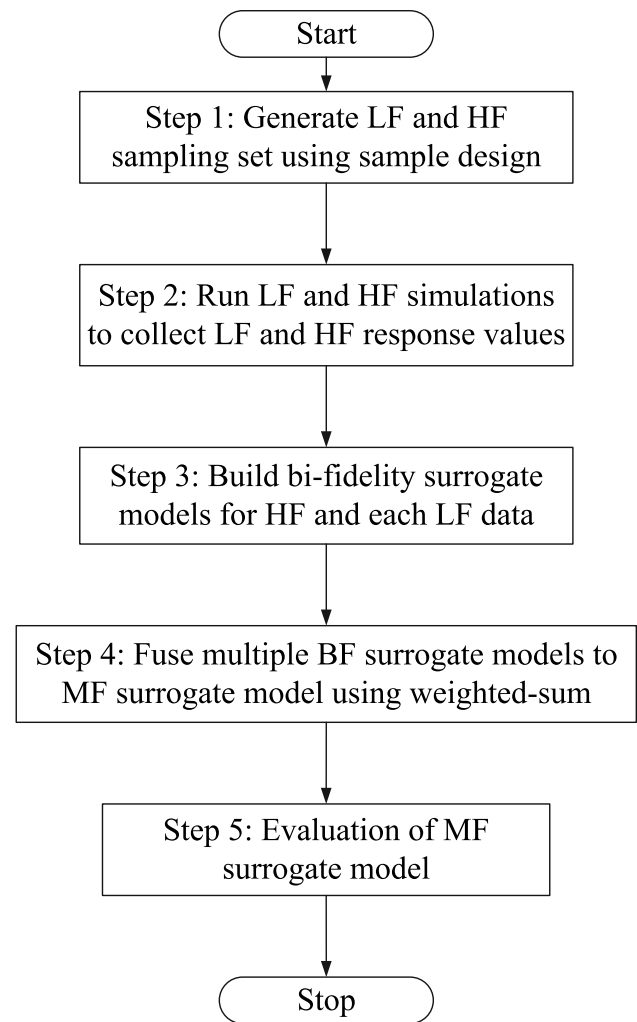 Start
Step 1: Generate LF and HF
sampling set using sample design
Step 2: Run LF and HF simulations
to collect LF and HF response values
Step 3: Build bi-fidelity surrogate
models for HF and each LF data
Step 4: Fuse multiple BF surrogate models to
MF surrogate model using weighted-sum
Step 5: Evaluation of MF
surrogate model
Stop